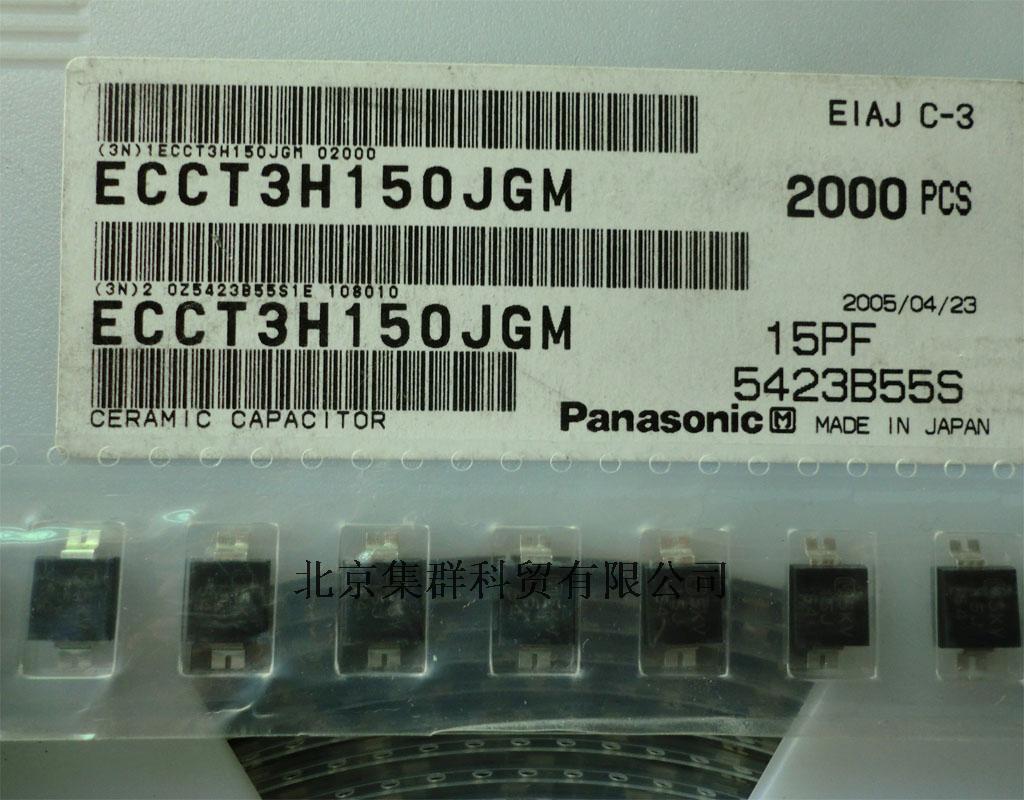 EIAJ C-3
(3N)1ECCT3H150JGM 02000
ECCT3H150JGM
2000 PCS
(3N)2 0Z5423B55S1E 108010
2005/04/23
ECCT3H150JGM
15PF
5423B55S
CERAMIC CAPACITOR
Panasonic M MADE IN JAPAN
北京集群科贸有限公司